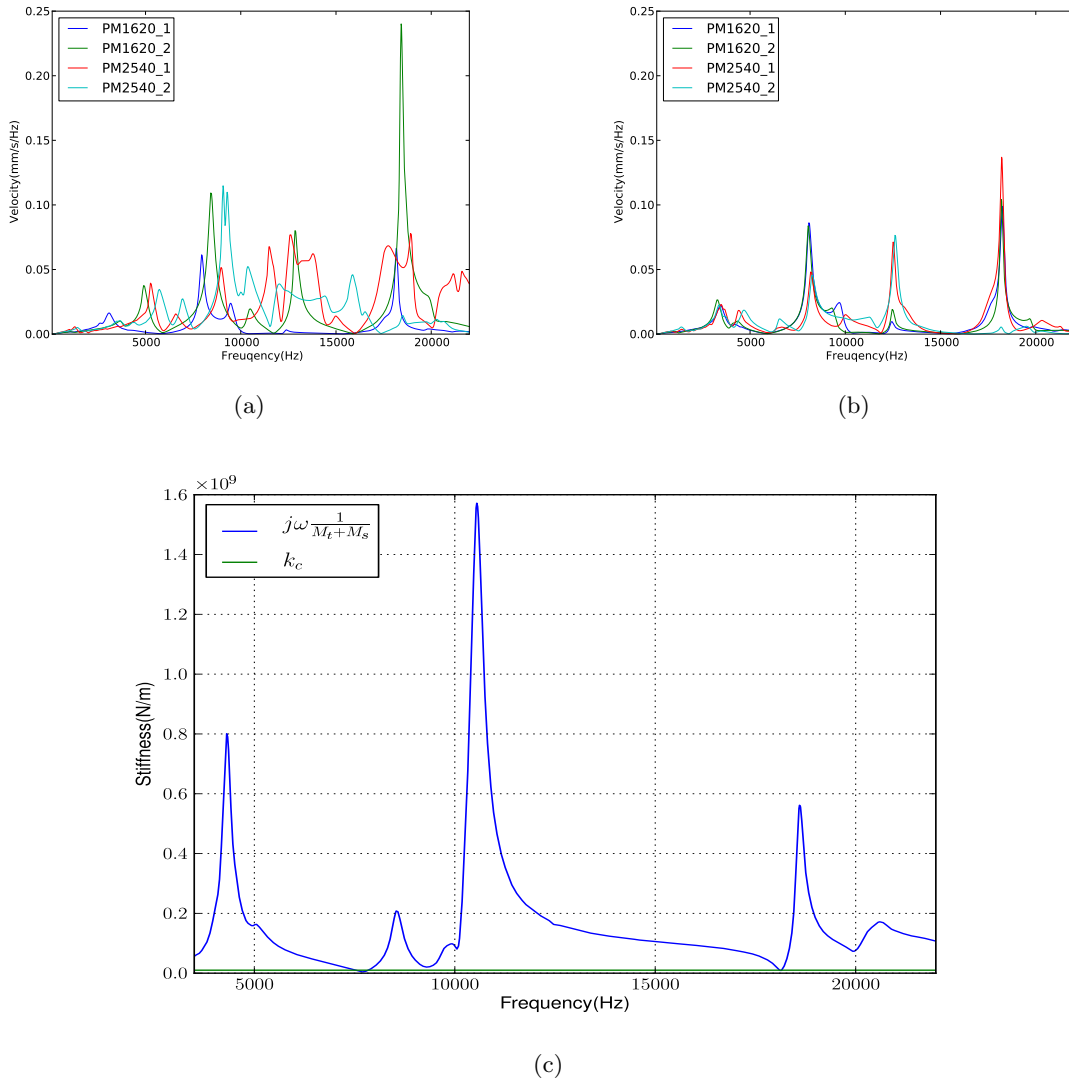 0.25
0.20
0.15
0.10
0.05
0.00
Velocity(mm/s/Hz)
PM1620_1
PM1620_2
PM2540_1
PM2540_2
5000 10000 15000 20000
Freuqency(Hz)
(a)
0.25
0.20
0.15
0.10
0.05
0.00
Velocity(mm/s/Hz)
PM1620_1
PM1620_2
PM2540_1
PM2540_2
5000 10000 15000 20000
Freuqency(Hz)
(b)
×10⁹
1.6
1.4
1.2
1.0
0.8
0.6
0.4
0.2
0.0
Stiffness(N/m)
jω 1/(M_t+M_s)
k_c
5000 10000 15000 20000
Frequency(Hz)
(c)